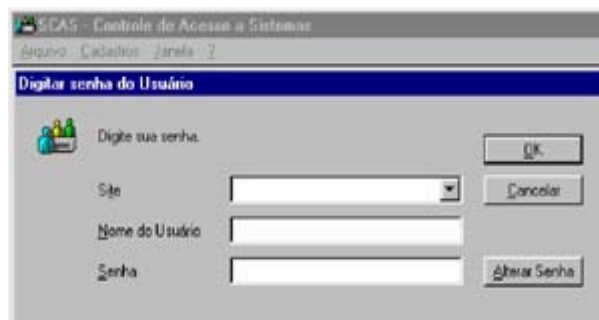 SCAS - Controle de Acesso a Sistemas
Arquivo Cadastros Janela ?
Digitar senha do Usuário
Digite sua senha.
OK
Site
Cancelar
Nome do Usuário
Senha
Alterar Senha